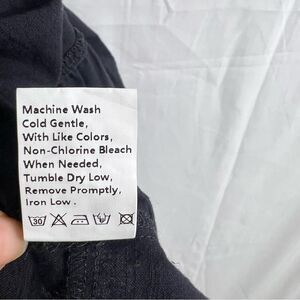 Machine Wash
Cold Gentle,
With Like Colors,
Non-Chlorine Bleach
When Needed,
Tumble Dry Low,
Remove Promptly,
Iron Low.
30